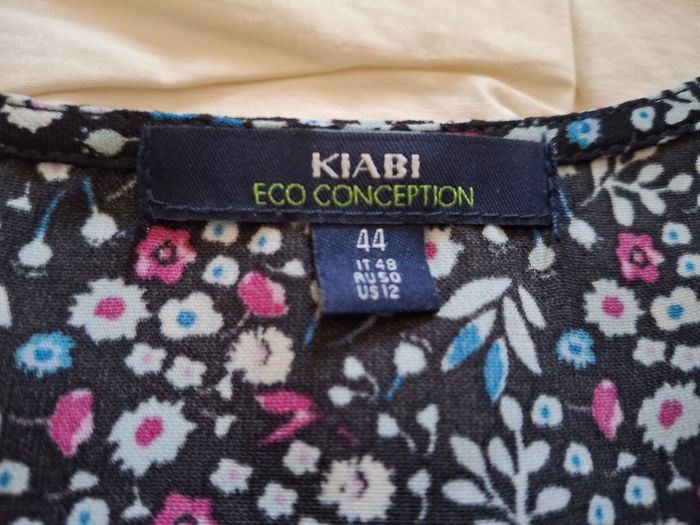 KIABI
ECO CONCEPTION
44
IT 48
RU 50
US 12